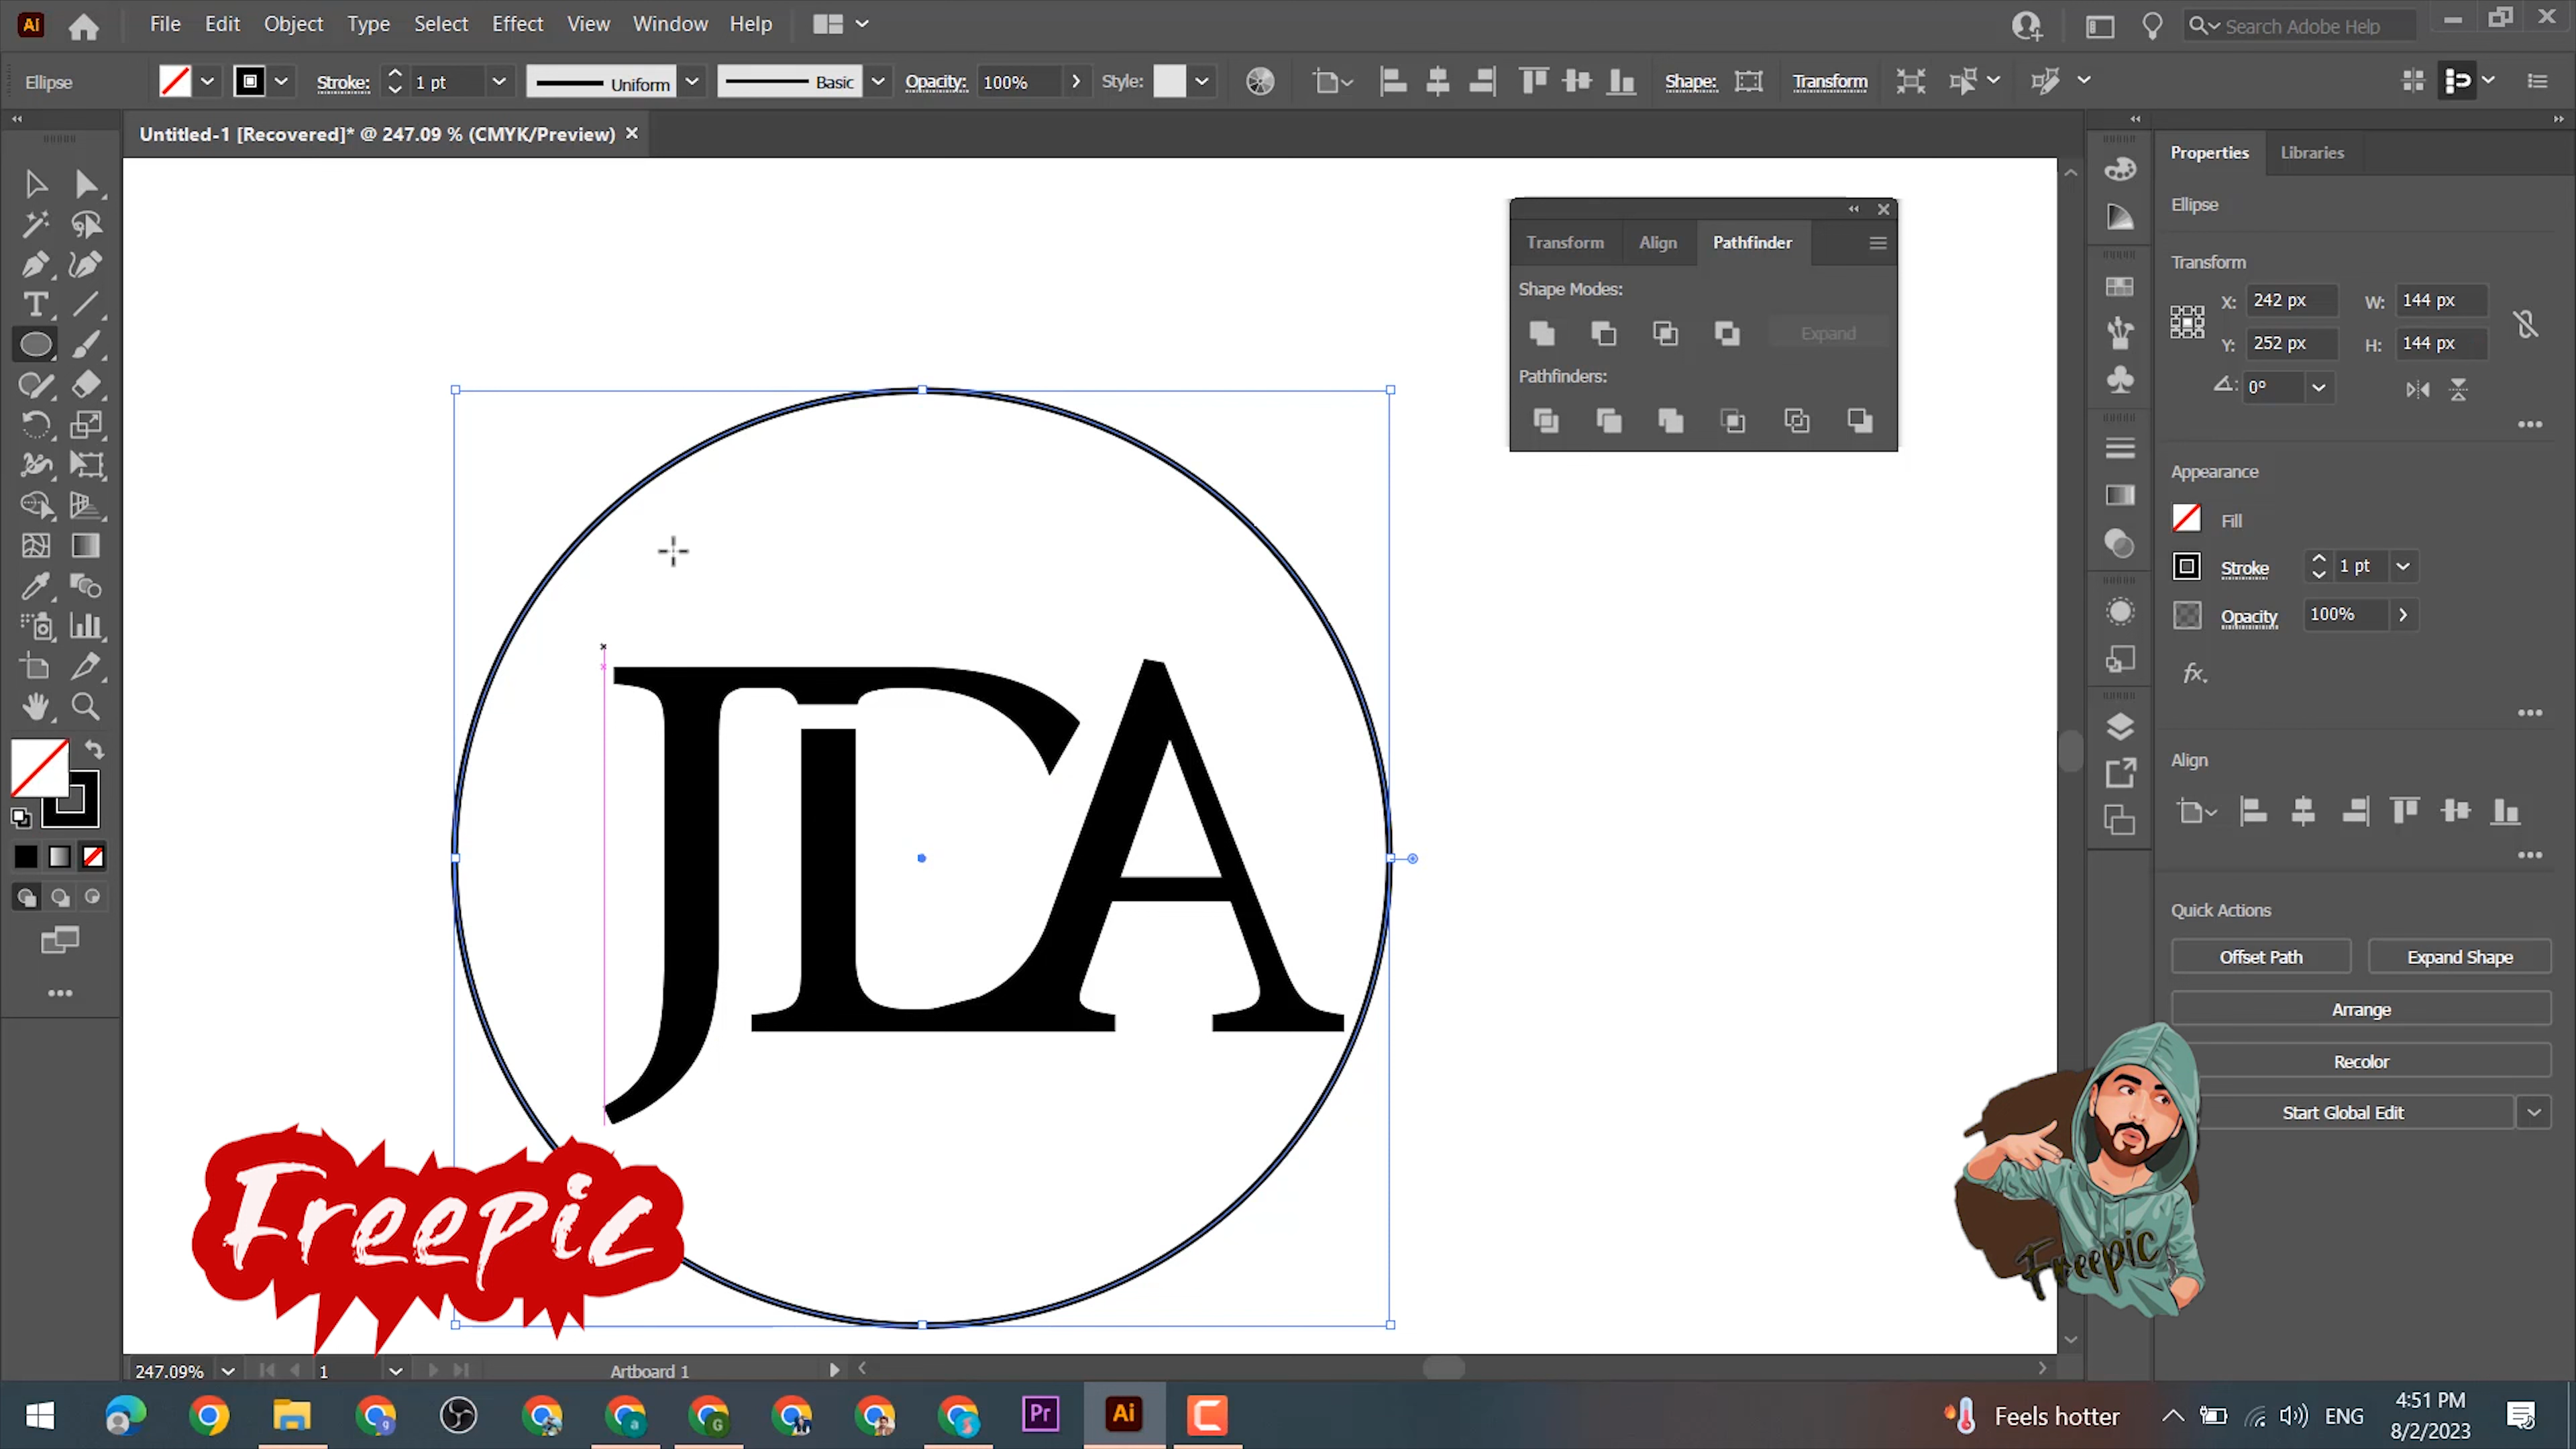 Ai File Edit Object Type Select Effect View Window Help Search Adobe Help
Ellipse Stroke: 1 pt Uniform Basic Opacity: 100% Style: Shape: Transform
Untitled-1 [Recovered]* @ 247.09 % (CMYK/Preview)
Properties Libraries
Ellipse
Transform
X: 242 px W: 144 px
Y: 252 px H: 144 px
0°
Appearance
Fill
Stroke 1 pt
Opacity 100%
fx.
Align
Quick Actions
Offset Path Expand Shape
Arrange
Recolor
Start Global Edit
Transform Align Pathfinder
Shape Modes:
Expand
Pathfinders:
JDA
Freepic
Freepic
247.09% 1 Artboard 1
Pr Ai Feels hotter ENG 4:51 PM
8/2/2023